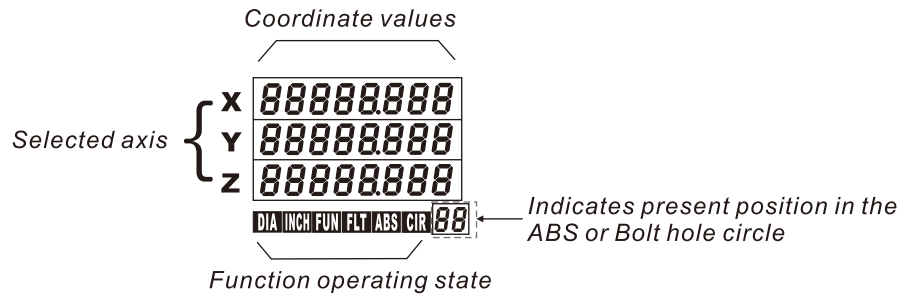 Coordinate values
X 88888.888
Selected axis
Y 88888.888
Z 88888.888
DIA INCH FUN FLT ABS CIR 88
Indicates present position in the
ABS or Bolt hole circle
Function operating state